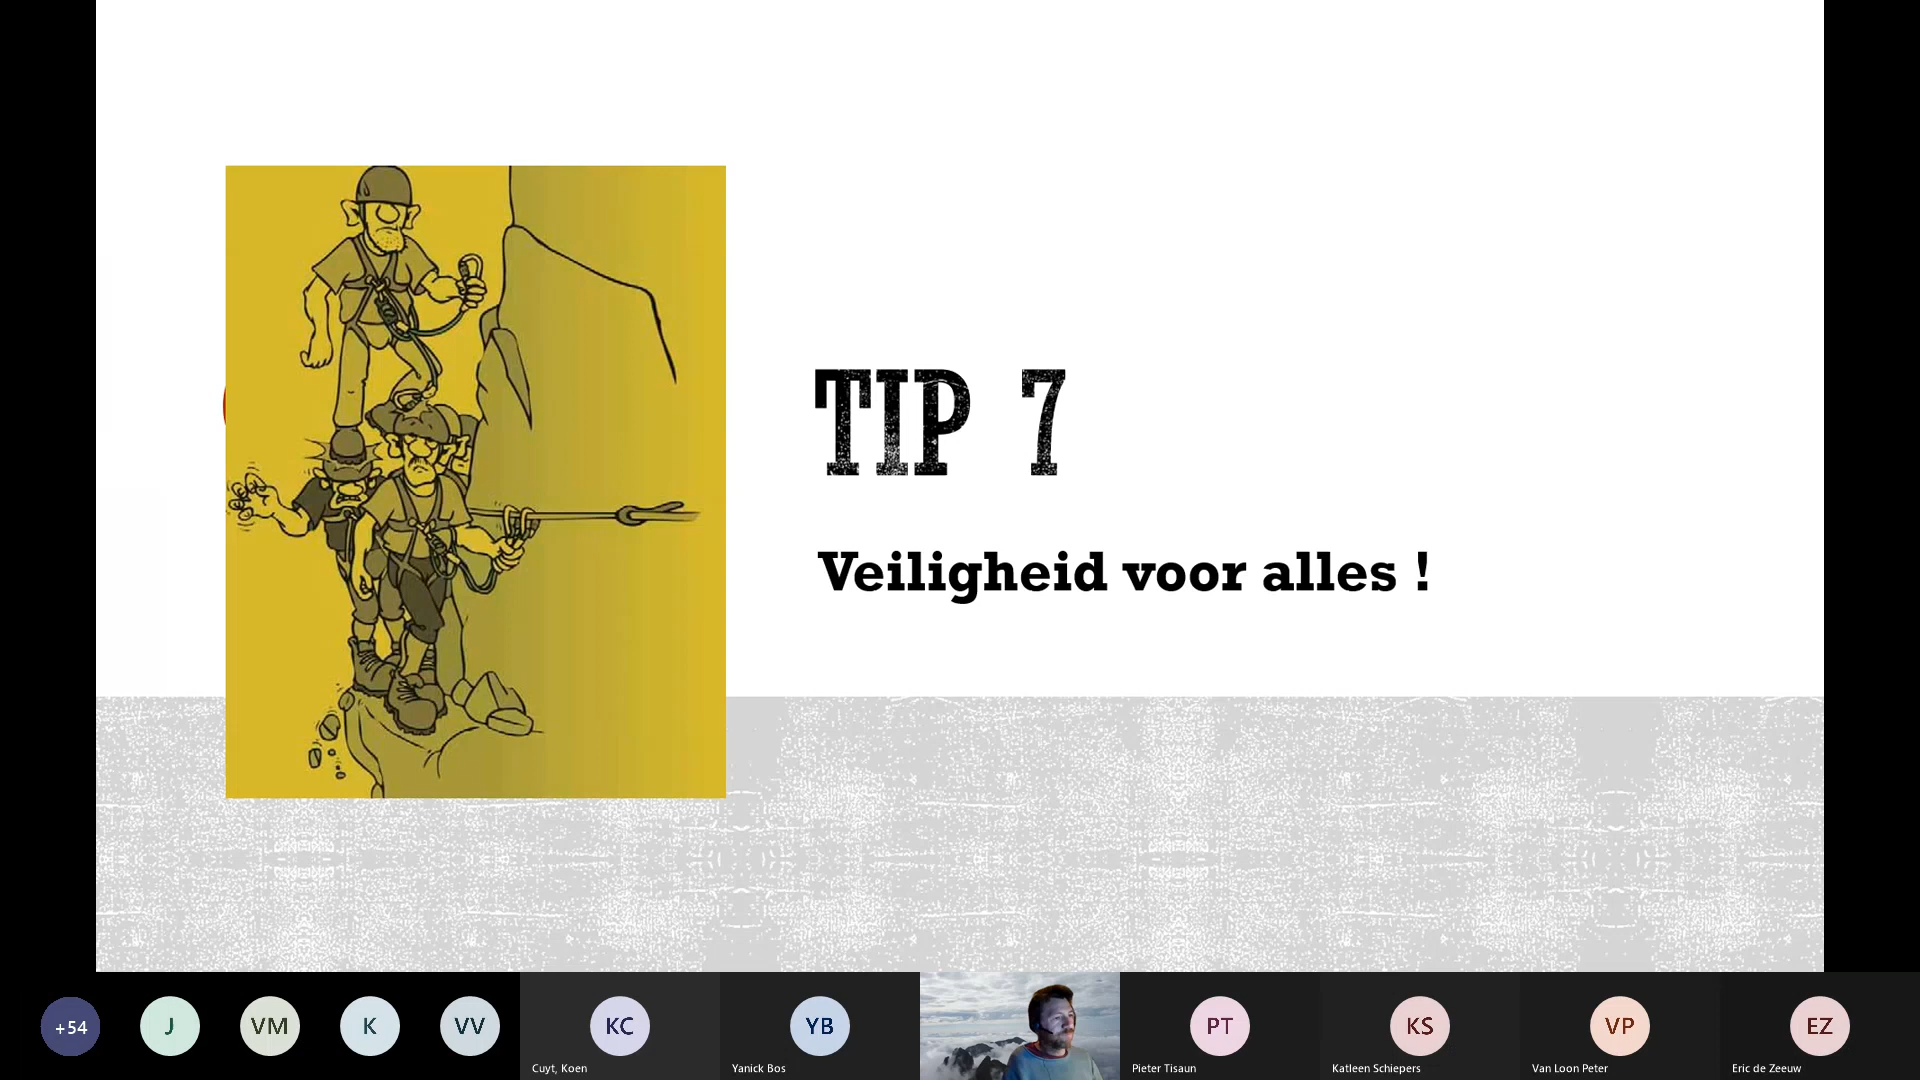 TIP 7
Veiligheid voor alles !
+54
J
VM
K
VV
KC
YB
PT
KS
VP
EZ
Cuyt, Koen
Yanick Bos
Pieter Tisaun
Katleen Schiepers
Van Loon Peter
Eric de Zeeuw